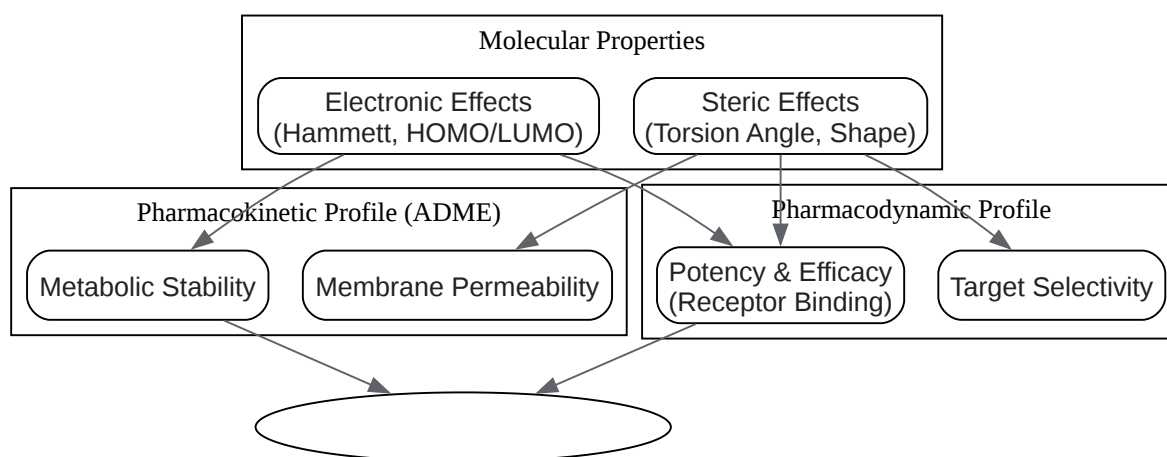 Molecular Properties
Electronic Effects
(Hammett, HOMO/LUMO)
Steric Effects
(Torsion Angle, Shape)
Pharmacokinetic Profile (ADME)
Metabolic Stability
Membrane Permeability
Pharmacodynamic Profile
Potency & Efficacy
(Receptor Binding)
Target Selectivity